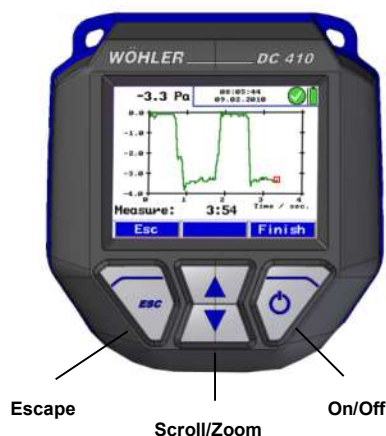 WÖHLER DC 410
-3.3 Pa 08:05:44
09.02.2010
0.0
-1.0
-2.0
-3.0
-4.0
0 1 2 3 4
Time / sec.
Measure: 3:54
Esc Finish
ESC
Escape On/Off
Scroll/Zoom